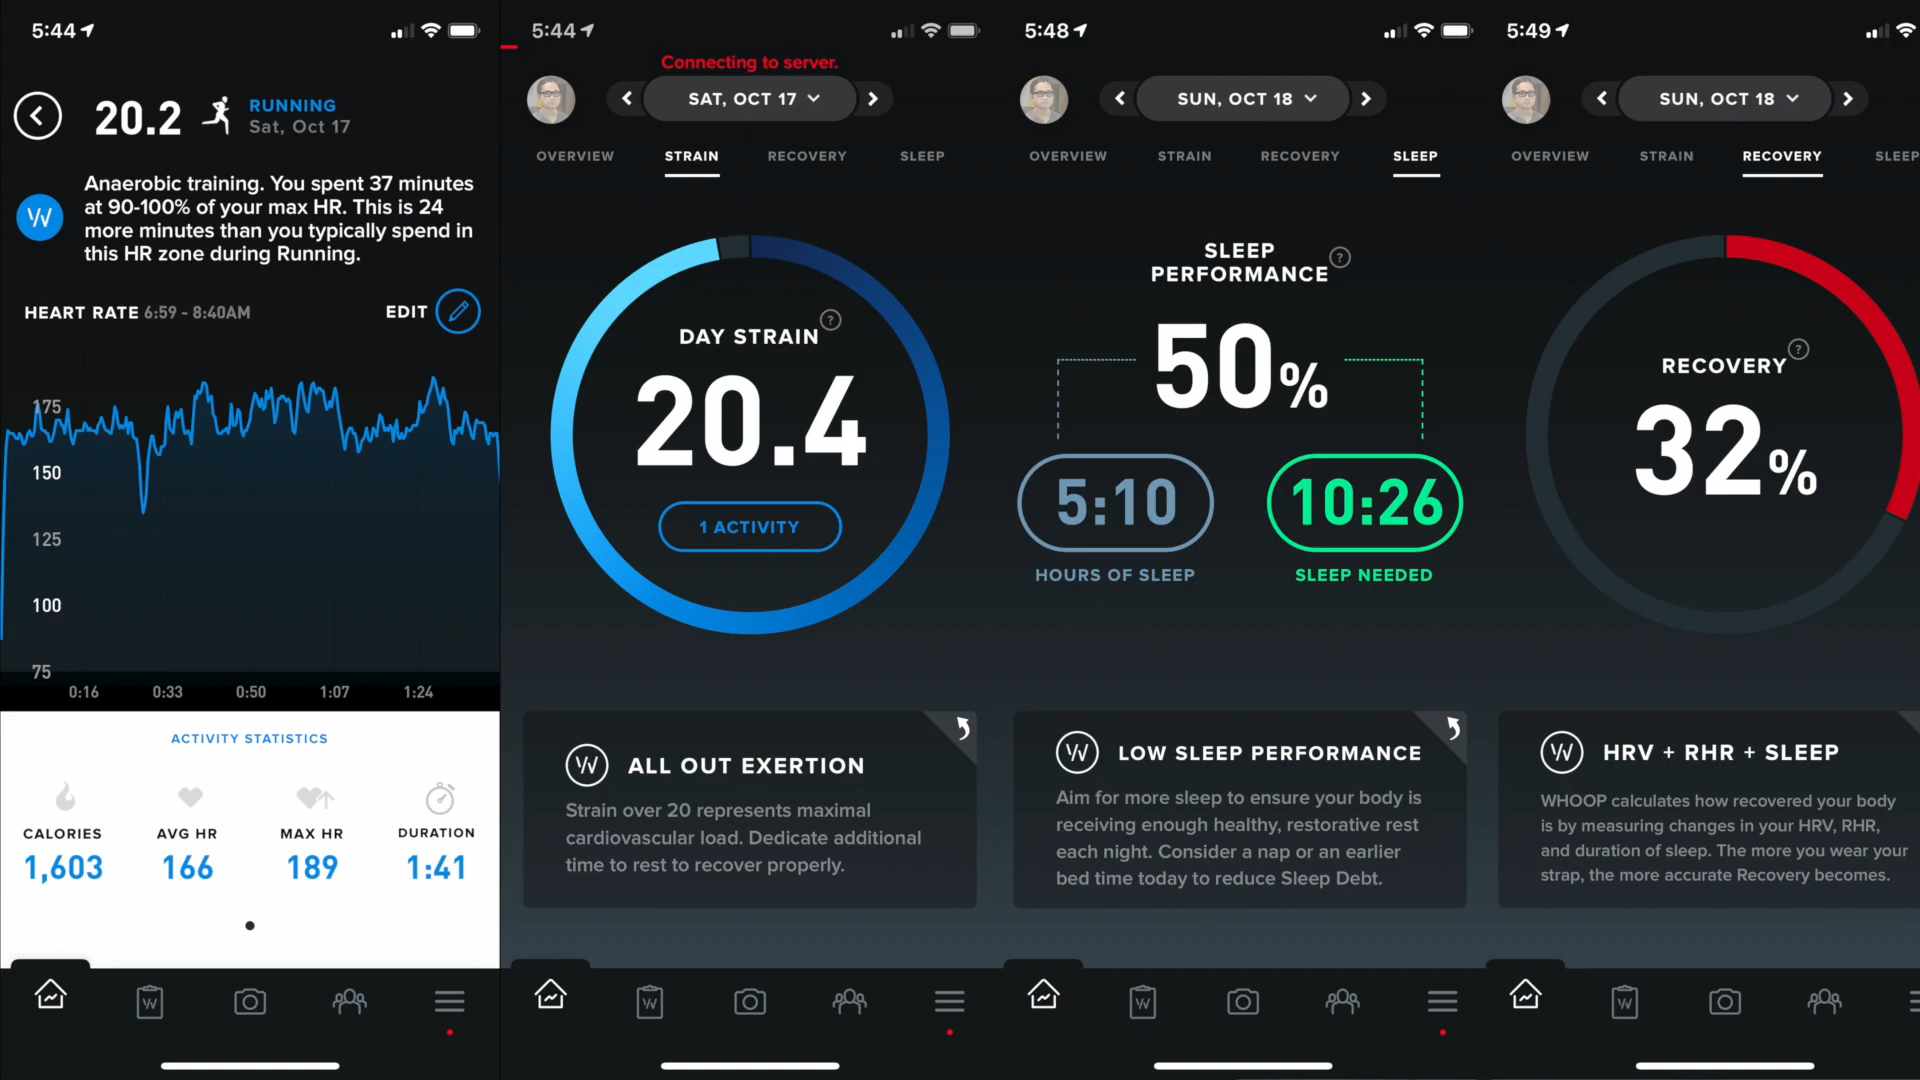 5:44
20.2
RUNNING
Sat, Oct 17
Anaerobic training. You spent 37 minutes
at 90-100% of your max HR. This is 24
more minutes than you typically spend in
this HR zone during Running.
HEART RATE 6:59 - 8:40AM
EDIT
175
150
125
100
75
0:16 0:33 0:50 1:07 1:24
ACTIVITY STATISTICS
CALORIES AVG HR MAX HR DURATION
1,603 166 189 1:41
5:44
Connecting to server.
SAT, OCT 17
OVERVIEW STRAIN RECOVERY SLEEP
DAY STRAIN ?
20.4
1 ACTIVITY
W ALL OUT EXERTION
Strain over 20 represents maximal
cardiovascular load. Dedicate additional
time to rest to recover properly.
5:48
SUN, OCT 18
OVERVIEW STRAIN RECOVERY SLEEP
SLEEP
PERFORMANCE ?
50%
5:10 10:26
HOURS OF SLEEP SLEEP NEEDED
W LOW SLEEP PERFORMANCE
Aim for more sleep to ensure your body is
receiving enough healthy, restorative rest
each night. Consider a nap or an earlier
bed time today to reduce Sleep Debt.
5:49
SUN, OCT 18
OVERVIEW STRAIN RECOVERY SLEEP
RECOVERY ?
32%
W HRV + RHR + SLEEP
WHOOP calculates how recovered your body
is by measuring changes in your HRV, RHR,
and duration of sleep. The more you wear your
strap, the more accurate Recovery becomes.